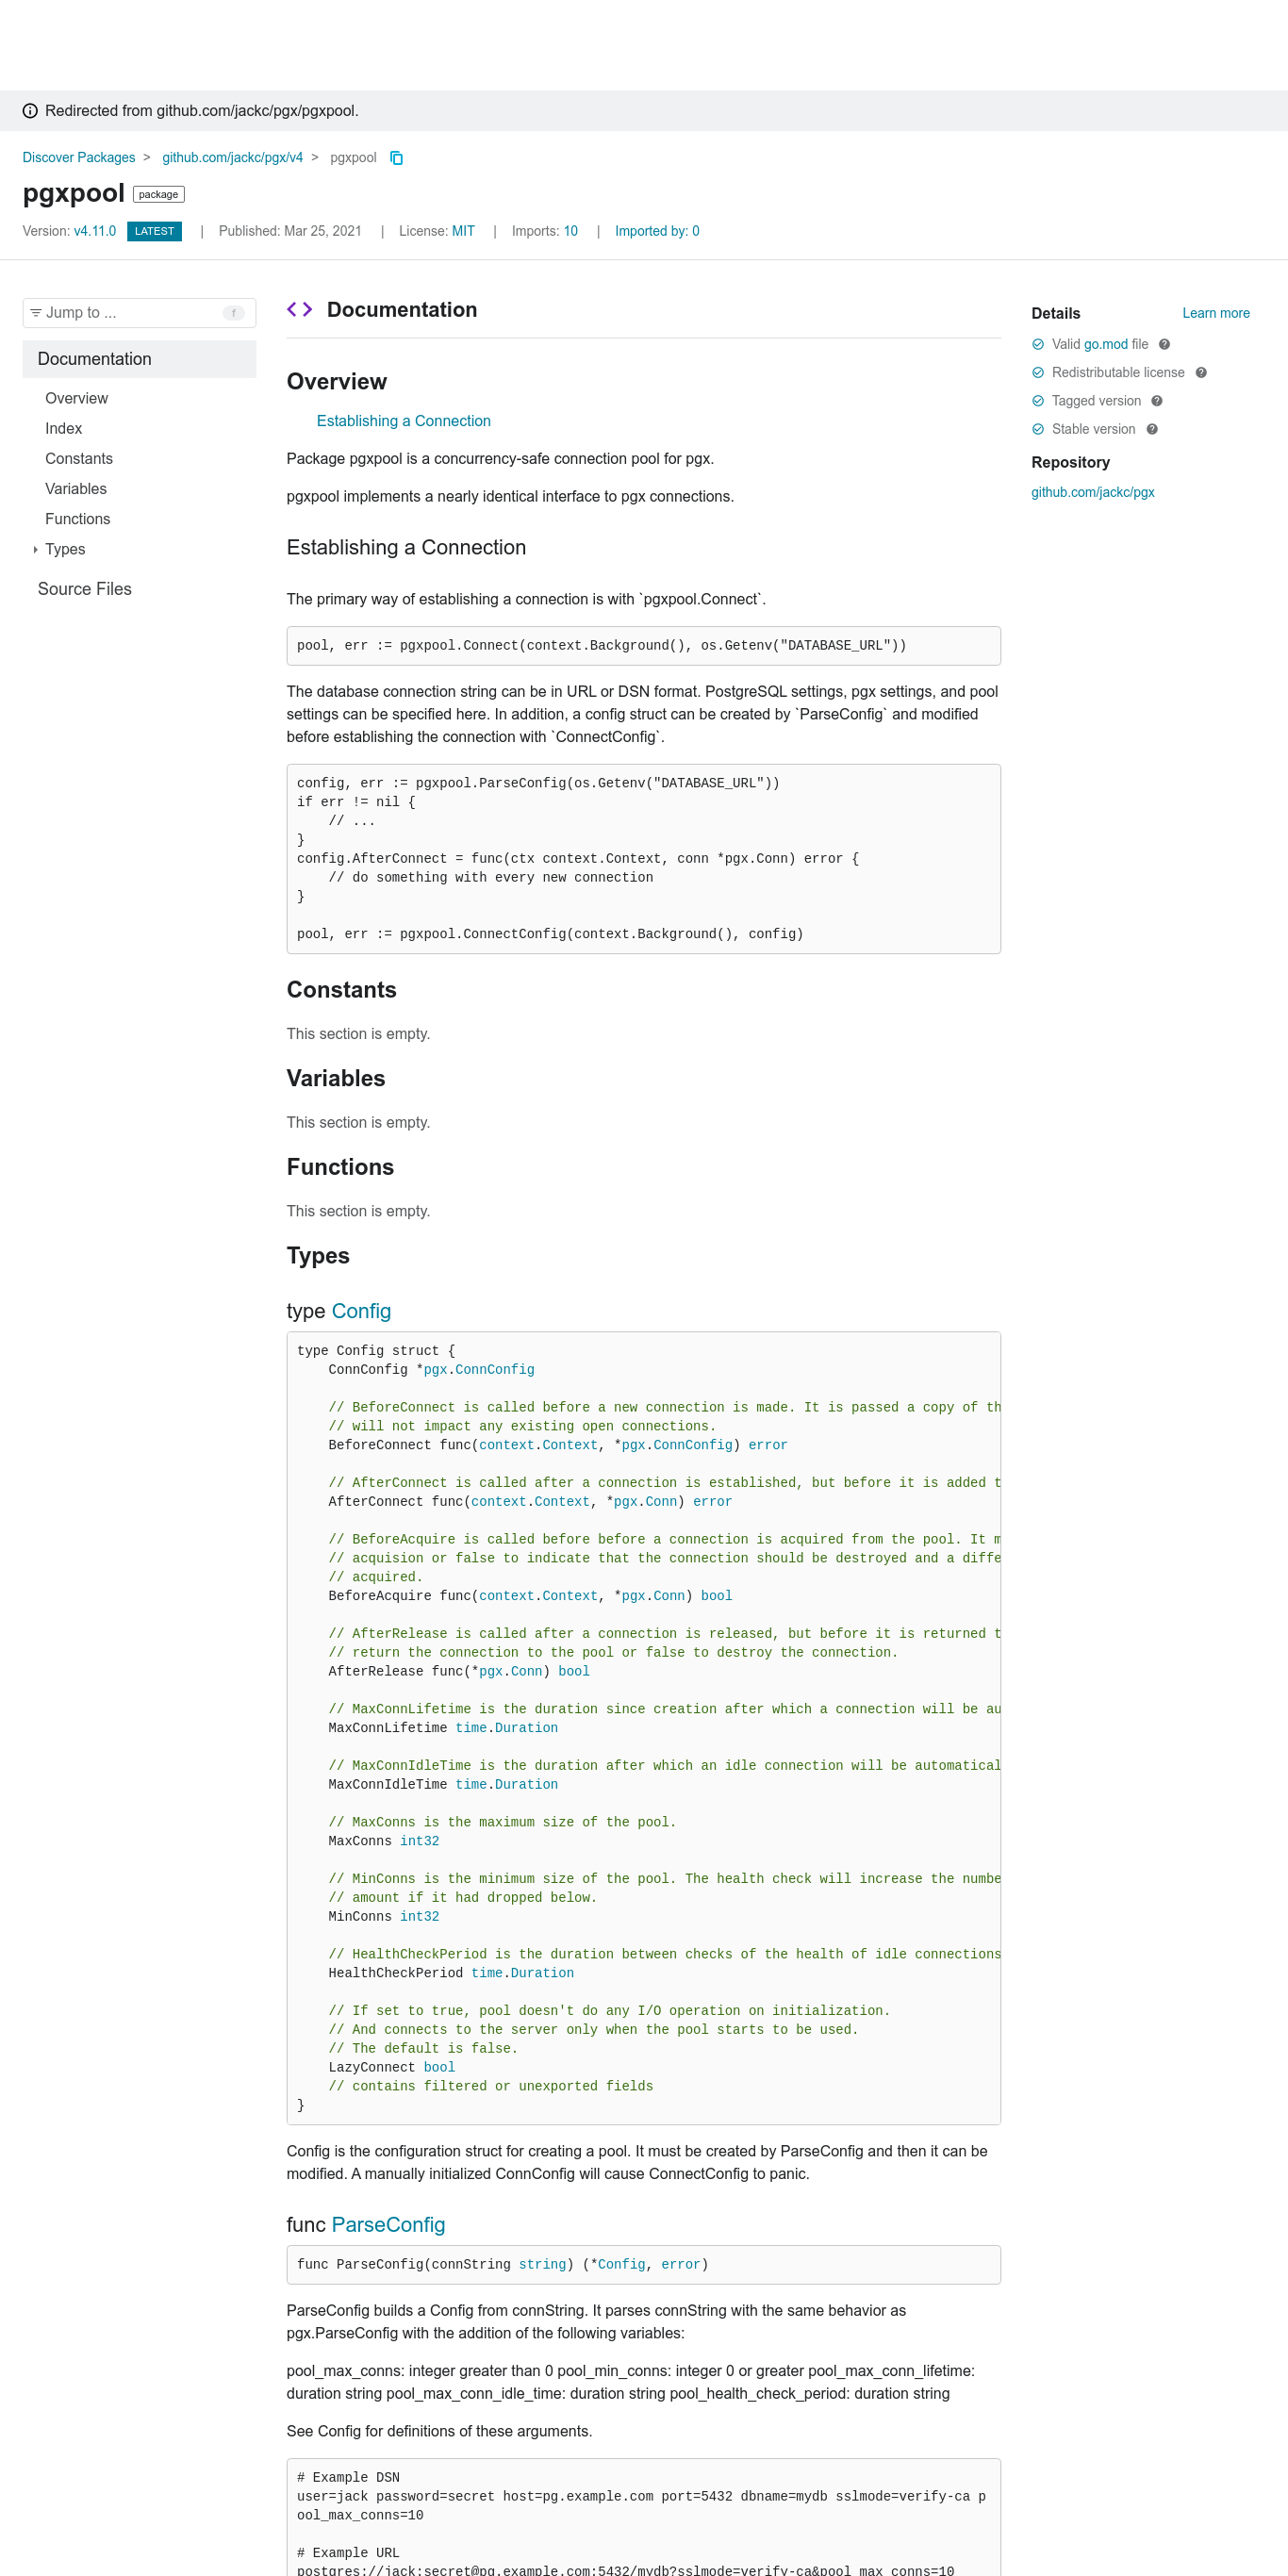 Redirected from github.com/jackc/pgx/pgxpool.
Discover Packages > github.com/jackc/pgx/v4 > pgxpool
pgxpool package
Version: v4.11.0 LATEST | Published: Mar 25, 2021 | License: MIT | Imports: 10 | Imported by: 0
Jump to ... f
Documentation
Overview
Index
Constants
Variables
Functions
Types
Source Files
Documentation
Overview
Establishing a Connection
Package pgxpool is a concurrency-safe connection pool for pgx.
pgxpool implements a nearly identical interface to pgx connections.
Establishing a Connection
The primary way of establishing a connection is with `pgxpool.Connect`.
pool, err := pgxpool.Connect(context.Background(), os.Getenv("DATABASE_URL"))
The database connection string can be in URL or DSN format. PostgreSQL settings, pgx settings, and pool
settings can be specified here. In addition, a config struct can be created by `ParseConfig` and modified
before establishing the connection with `ConnectConfig`.
config, err := pgxpool.ParseConfig(os.Getenv("DATABASE_URL"))
if err != nil {
    // ...
}
config.AfterConnect = func(ctx context.Context, conn *pgx.Conn) error {
    // do something with every new connection
}
pool, err := pgxpool.ConnectConfig(context.Background(), config)
Constants
This section is empty.
Variables
This section is empty.
Functions
This section is empty.
Types
type Config
type Config struct {
    ConnConfig *pgx.ConnConfig
    // BeforeConnect is called before a new connection is made. It is passed a copy of th
    // will not impact any existing open connections.
    BeforeConnect func(context.Context, *pgx.ConnConfig) error
    // AfterConnect is called after a connection is established, but before it is added t
    AfterConnect func(context.Context, *pgx.Conn) error
    // BeforeAcquire is called before before a connection is acquired from the pool. It m
    // acquision or false to indicate that the connection should be destroyed and a diffe
    // acquired.
    BeforeAcquire func(context.Context, *pgx.Conn) bool
    // AfterRelease is called after a connection is released, but before it is returned t
    // return the connection to the pool or false to destroy the connection.
    AfterRelease func(*pgx.Conn) bool
    // MaxConnLifetime is the duration since creation after which a connection will be au
    MaxConnLifetime time.Duration
    // MaxConnIdleTime is the duration after which an idle connection will be automatical
    MaxConnIdleTime time.Duration
    // MaxConns is the maximum size of the pool.
    MaxConns int32
    // MinConns is the minimum size of the pool. The health check will increase the numbe
    // amount if it had dropped below.
    MinConns int32
    // HealthCheckPeriod is the duration between checks of the health of idle connections
    HealthCheckPeriod time.Duration
    // If set to true, pool doesn't do any I/O operation on initialization.
    // And connects to the server only when the pool starts to be used.
    // The default is false.
    LazyConnect bool
    // contains filtered or unexported fields
}
Config is the configuration struct for creating a pool. It must be created by ParseConfig and then it can be
modified. A manually initialized ConnConfig will cause ConnectConfig to panic.
func ParseConfig
func ParseConfig(connString string) (*Config, error)
ParseConfig builds a Config from connString. It parses connString with the same behavior as
pgx.ParseConfig with the addition of the following variables:
pool_max_conns: integer greater than 0 pool_min_conns: integer 0 or greater pool_max_conn_lifetime:
duration string pool_max_conn_idle_time: duration string pool_health_check_period: duration string
See Config for definitions of these arguments.
# Example DSN
user=jack password=secret host=pg.example.com port=5432 dbname=mydb sslmode=verify-ca p
ool_max_conns=10
# Example URL
postgres://jack:secret@pg.example.com:5432/mydb?sslmode=verify-ca&pool_max_conns=10
Details Learn more
Valid go.mod file
Redistributable license
Tagged version
Stable version
Repository
github.com/jackc/pgx